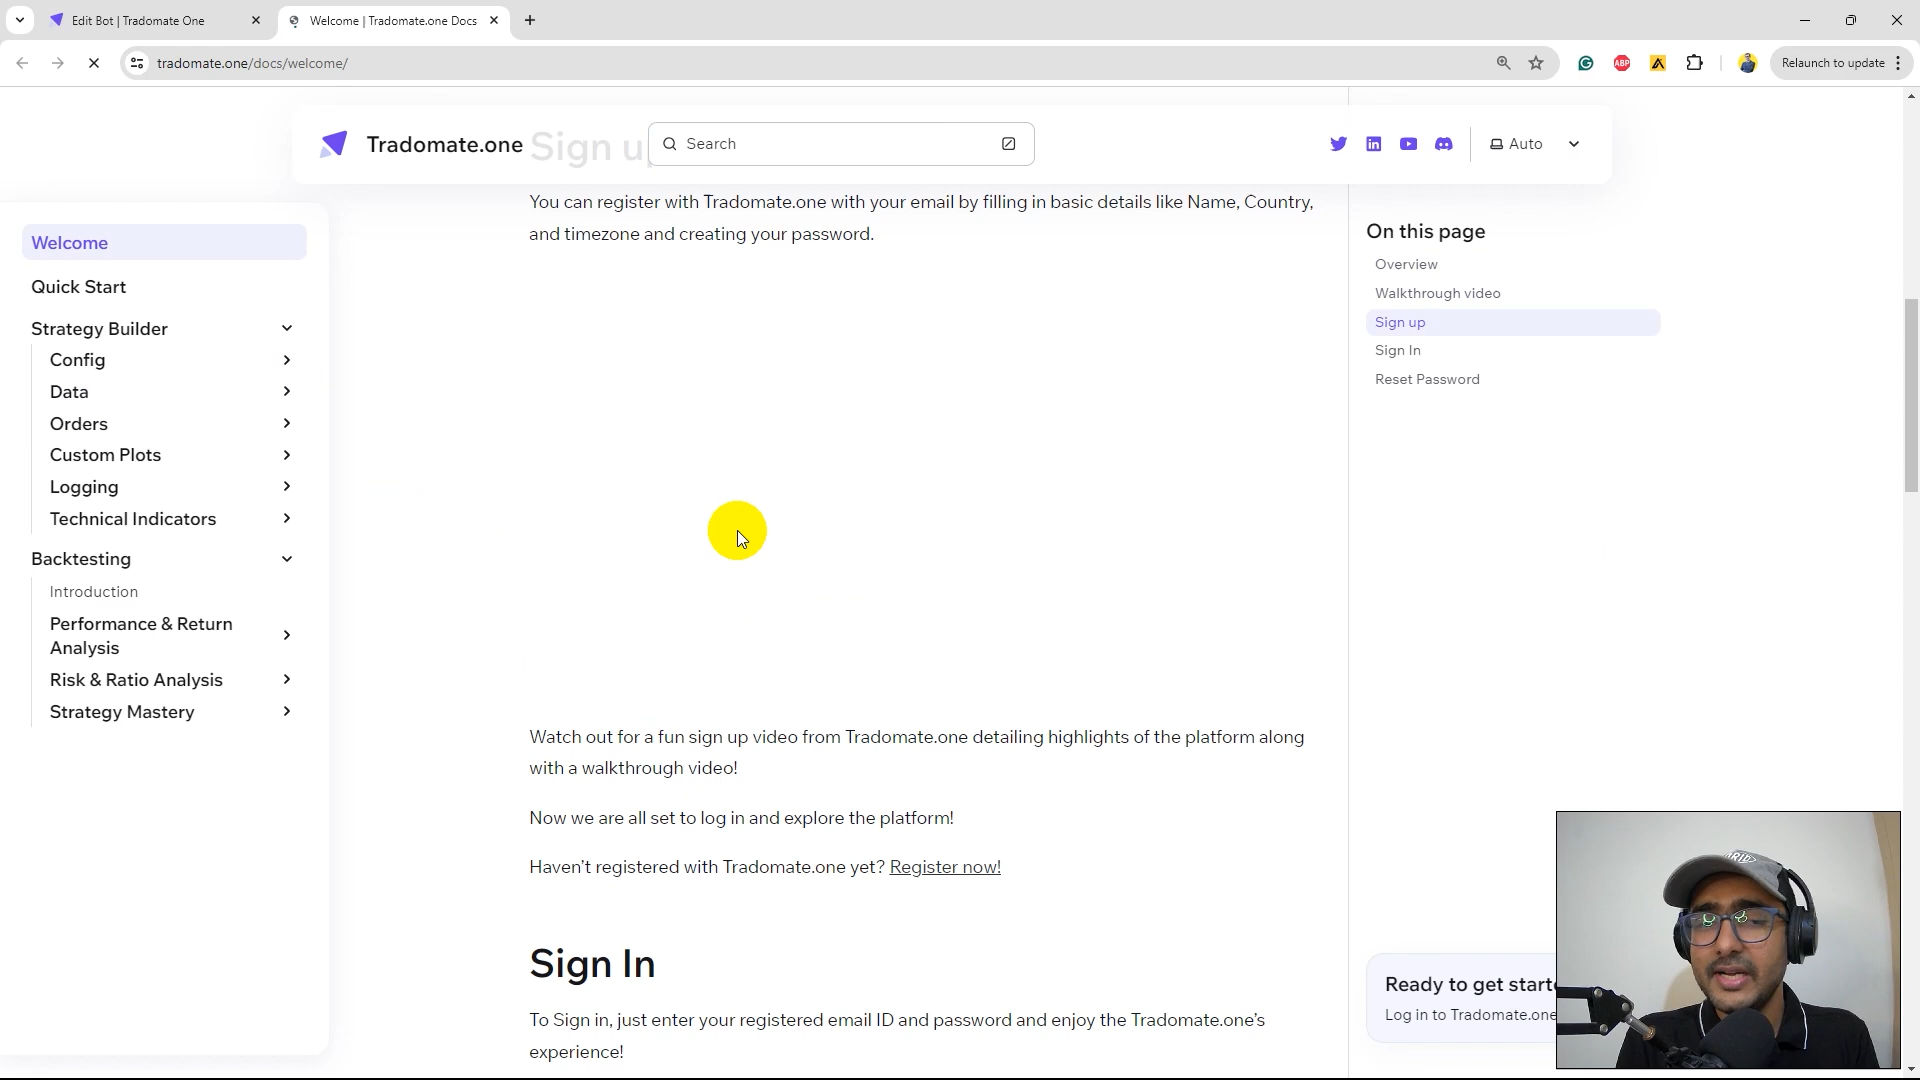 Edit Bot | Tradomate One
Welcome | Tradomate.one Docs
tradomate.one/docs/welcome/
ABP
Relaunch to update
Tradomate.one
Sign u
Search
Auto
You can register with Tradomate.one with your email by filling in basic details like Name, Country,
and timezone and creating your password.
Welcome
Quick Start
Strategy Builder
Config
Data
Orders
Custom Plots
Logging
Technical Indicators
Backtesting
Introduction
Performance & Return
Analysis
Risk & Ratio Analysis
Strategy Mastery
On this page
Overview
Walkthrough video
Sign up
Sign In
Reset Password
Watch out for a fun sign up video from Tradomate.one detailing highlights of the platform along
with a walkthrough video!
Now we are all set to log in and explore the platform!
Haven't registered with Tradomate.one yet? Register now!
Sign In
To Sign in, just enter your registered email ID and password and enjoy the Tradomate.one's
experience!
Ready to get start
Log in to Tradomate.one